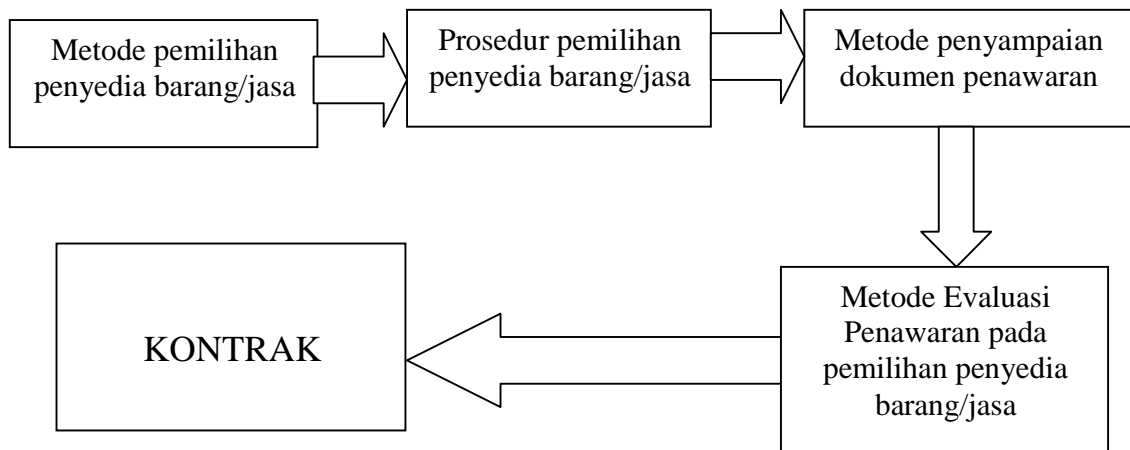 Metode pemilihan
penyedia barang/jasa
Prosedur pemilihan
penyedia barang/jasa
Metode penyampaian
dokumen penawaran
Metode Evaluasi
Penawaran pada
pemilihan penyedia
barang/jasa
KONTRAK